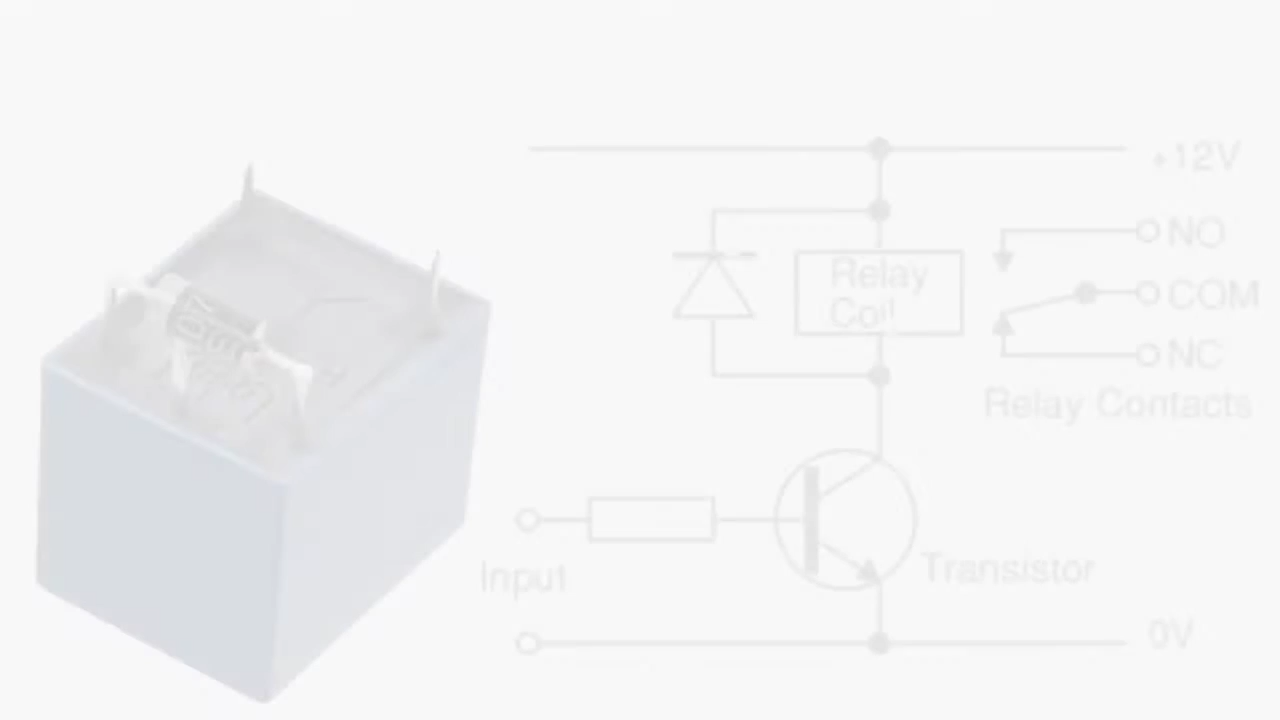 +12V
NO
Relay
Coil
COM
NC
Relay Contacts
Input
Transistor
0V